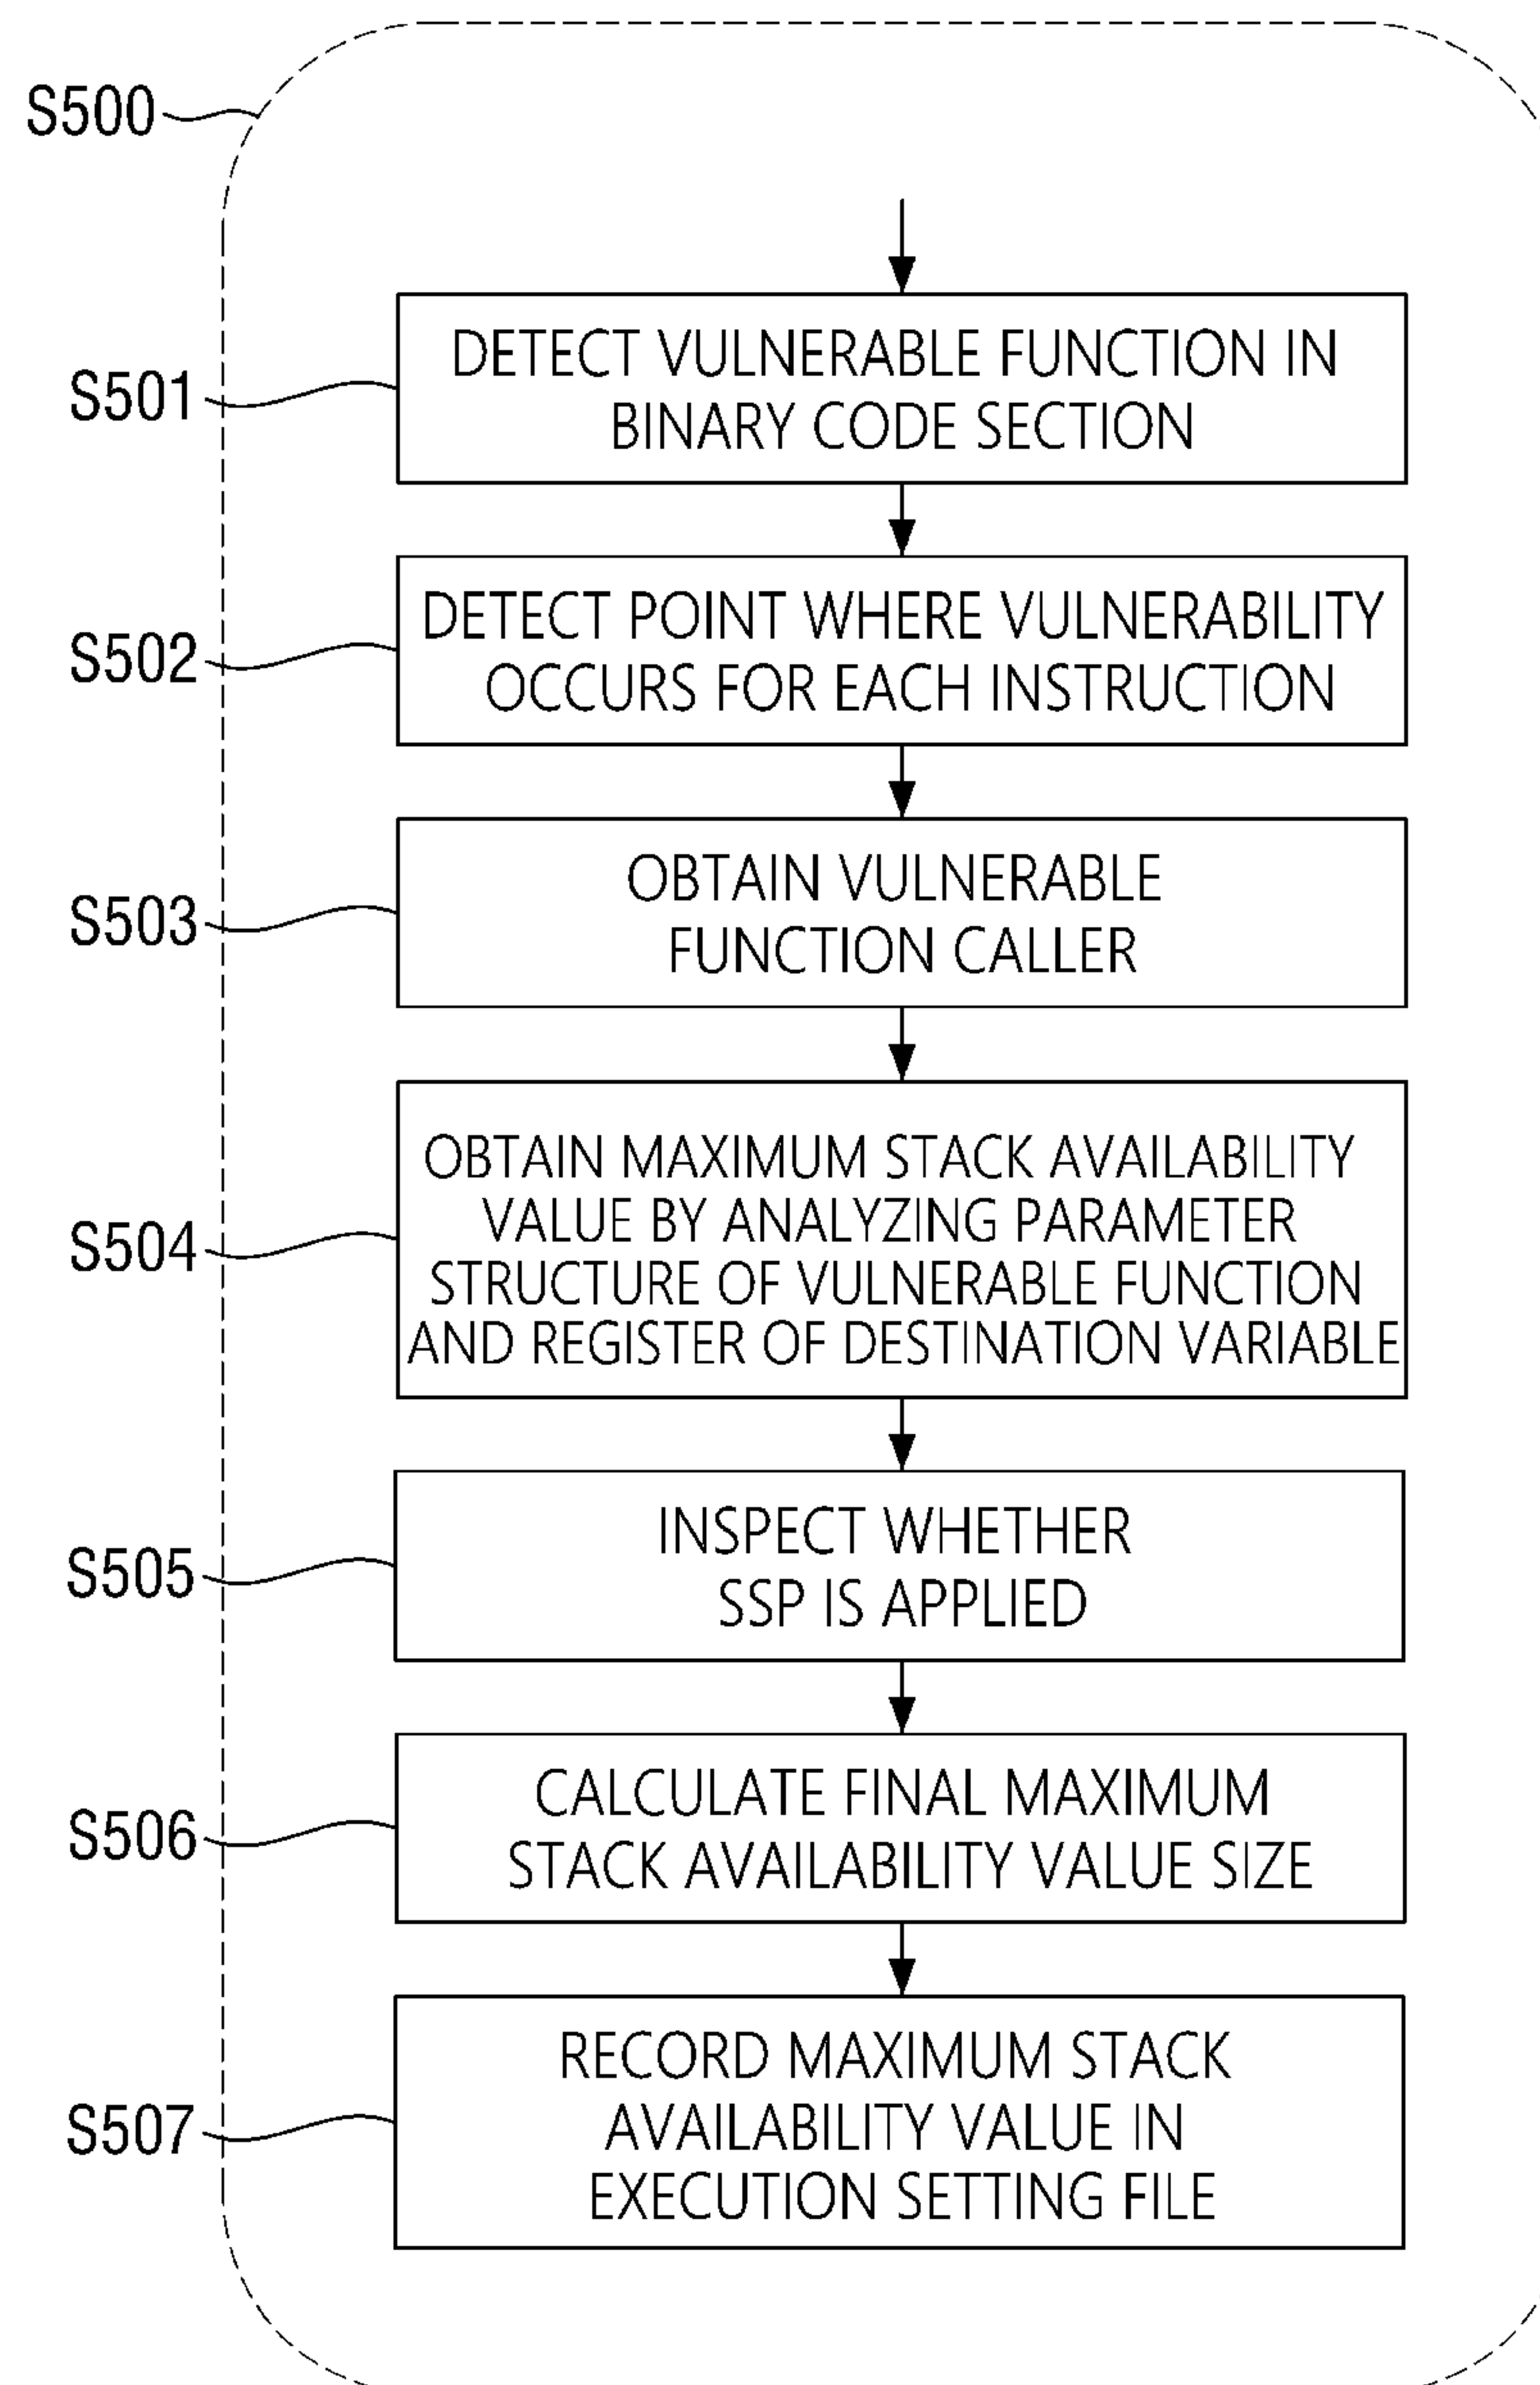 S500
S501
DETECT VULNERABLE FUNCTION IN
BINARY CODE SECTION
S502
DETECT POINT WHERE VULNERABILITY
OCCURS FOR EACH INSTRUCTION
S503
OBTAIN VULNERABLE
FUNCTION CALLER
S504
OBTAIN MAXIMUM STACK AVAILABILITY
VALUE BY ANALYZING PARAMETER
STRUCTURE OF VULNERABLE FUNCTION
AND REGISTER OF DESTINATION VARIABLE
S505
INSPECT WHETHER
SSP IS APPLIED
S506
CALCULATE FINAL MAXIMUM
STACK AVAILABILITY VALUE SIZE
S507
RECORD MAXIMUM STACK
AVAILABILITY VALUE IN
EXECUTION SETTING FILE